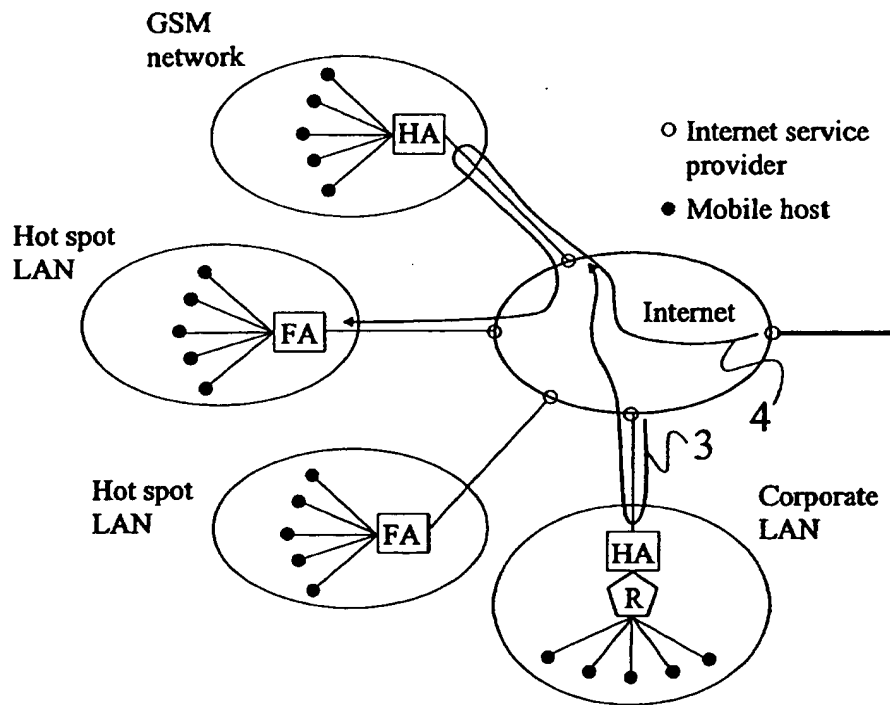 GSM
network
HA
Internet service
provider
Mobile host
Hot spot
LAN
FA
Internet
4
3
Hot spot
LAN
FA
Corporate
LAN
HA
R